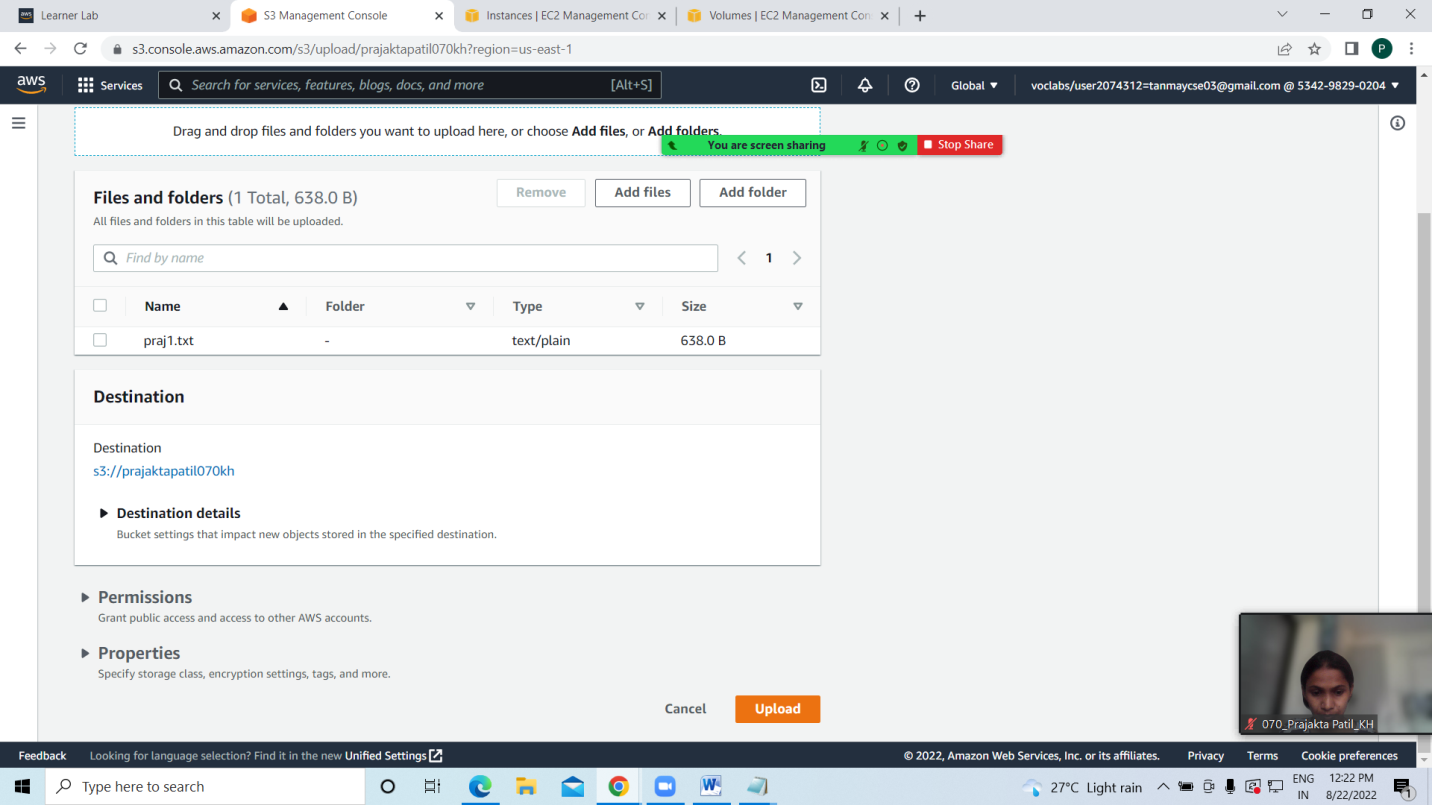 Learner Lab
S3 Management Console
Instances | EC2 Management Con
Volumes | EC2 Management Con
s3.console.aws.amazon.com/s3/upload/prajaktapatil070kh?region=us-east-1
P
aws
Services
Search for services, features, blogs, docs, and more
[Alt+S]
Global
voclabs/user2074312=tanmaycse03@gmail.com @ 5342-9829-0204
Drag and drop files and folders you want to upload here, or choose Add files, or Add folders.
You are screen sharing
Stop Share
Files and folders (1 Total, 638.0 B)
Remove
Add files
Add folder
All files and folders in this table will be uploaded.
Find by name
1
Name
Folder
Type
Size
praj1.txt
-
text/plain
638.0 B
Destination
Destination
s3://prajaktapatil070kh
Destination details
Bucket settings that impact new objects stored in the specified destination.
Permissions
Grant public access and access to other AWS accounts.
Properties
Specify storage class, encryption settings, tags, and more.
Cancel
Upload
070_Prajakta Patil_KH
Feedback
Looking for language selection? Find it in the new Unified Settings
© 2022, Amazon Web Services, Inc. or its affiliates.
Privacy
Terms
Cookie preferences
Type here to search
27°C Light rain
ENG
IN
12:22 PM
8/22/2022
1